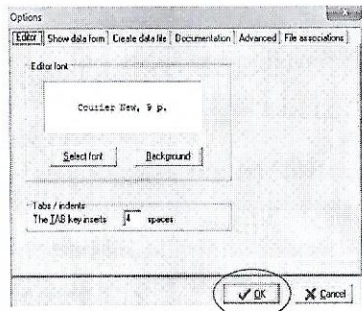 Options
Editor Show data form Create data file Documentation Advanced File associations
Editor font
Courier New, 9 p.
Select font Background
Tabs / indents
The TAB key inserts 4 spaces
OK Cancel